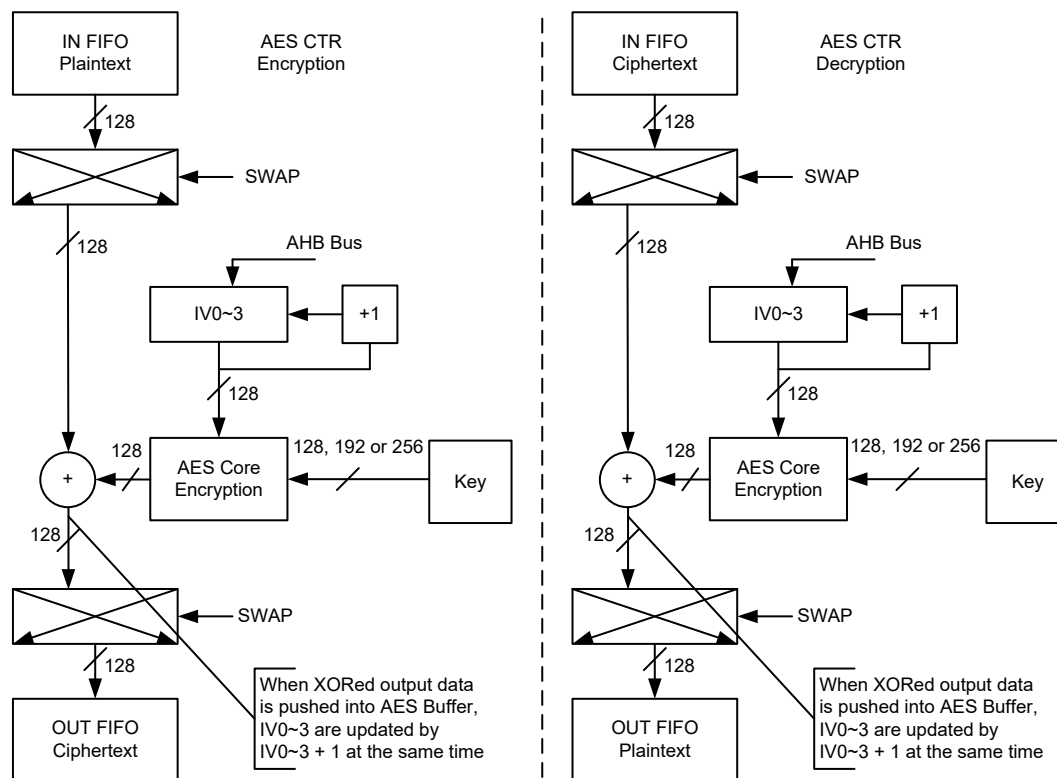 IN FIFO
Plaintext
AES CTR
Encryption
128
SWAP
128
AHB Bus
IV0~3
+1
128
128
AES Core
Encryption
128, 192 or 256
Key
+
128
SWAP
128
OUT FIFO
Ciphertext
When XORed output data
is pushed into AES Buffer,
IV0~3 are updated by
IV0~3 + 1 at the same time
IN FIFO
Ciphertext
AES CTR
Decryption
128
SWAP
128
AHB Bus
IV0~3
+1
128
128
AES Core
Encryption
128, 192 or 256
Key
+
128
SWAP
128
OUT FIFO
Plaintext
When XORed output data
is pushed into AES Buffer,
IV0~3 are updated by
IV0~3 + 1 at the same time